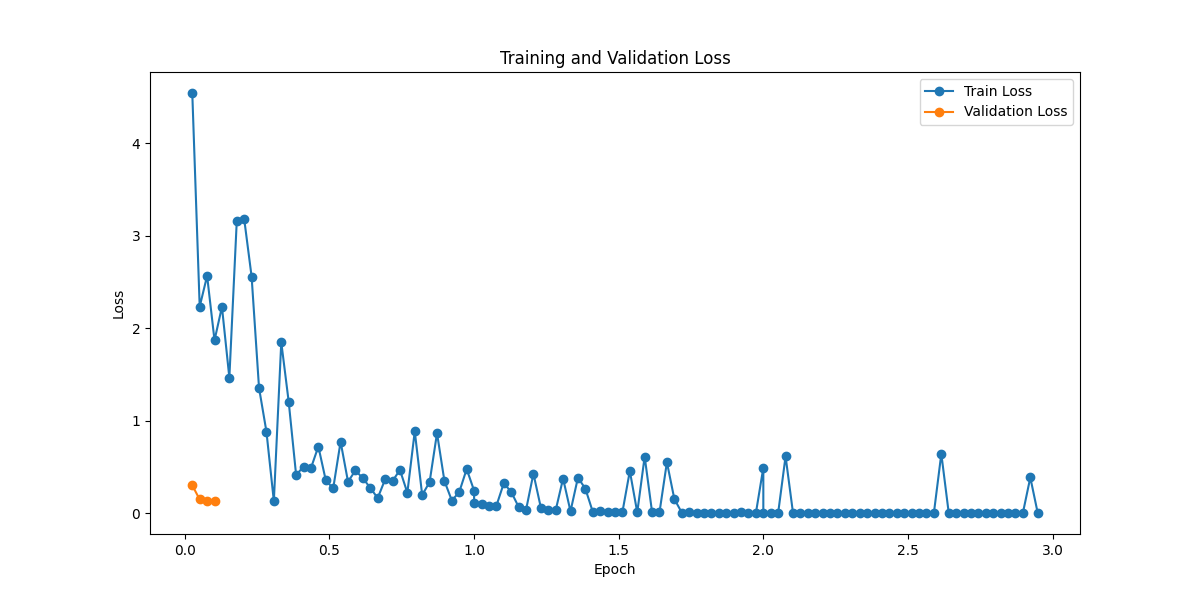 Training and Validation Loss
Train Loss
Validation Loss
4
3
2
1
0
Loss
0.0 0.5 1.0 1.5 2.0 2.5 3.0
Epoch